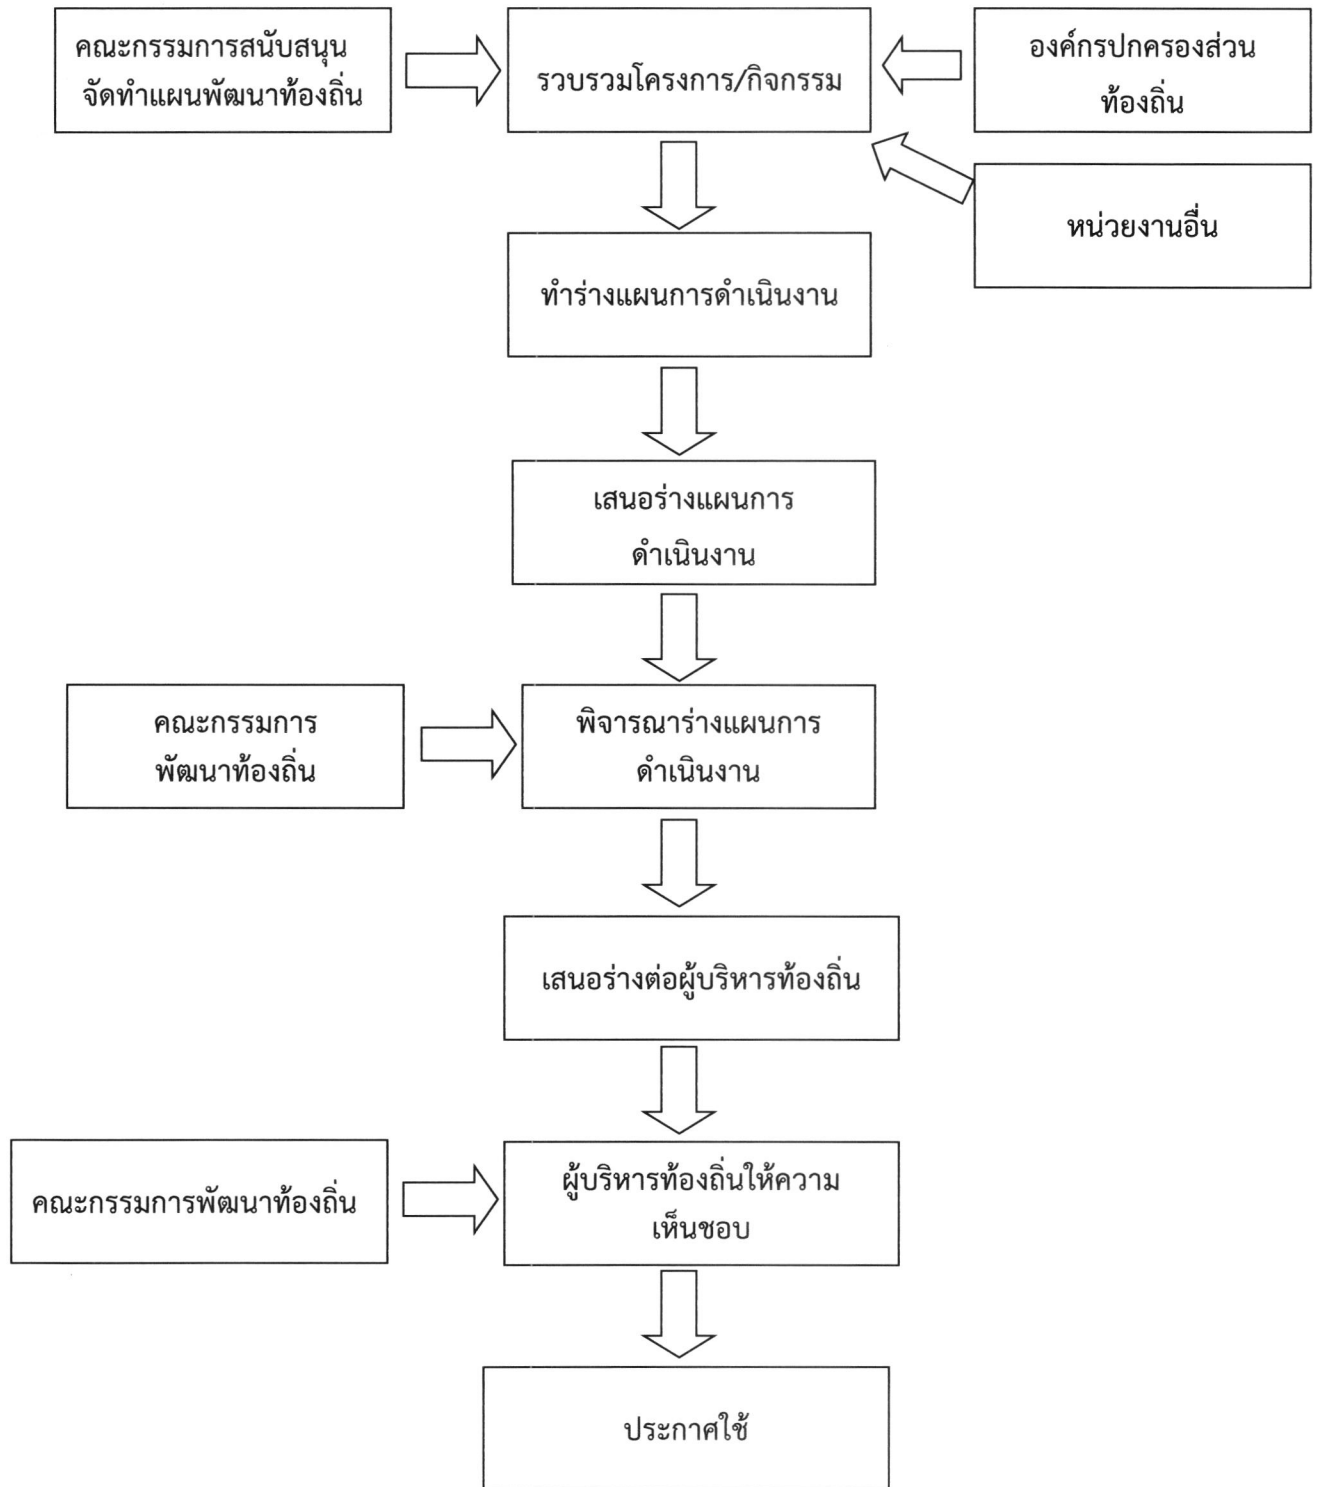 คณะกรรมการสนับสนุน
จัดทำแผนพัฒนาท้องถิ่น
รวบรวมโครงการ/กิจกรรม
องค์กรปกครองส่วน
ท้องถิ่น
หน่วยงานอื่น
ทำร่างแผนการดำเนินงาน
เสนอร่างแผนการ
ดำเนินงาน
คณะกรรมการ
พัฒนาท้องถิ่น
พิจารณาร่างแผนการ
ดำเนินงาน
เสนอร่างต่อผู้บริหารท้องถิ่น
คณะกรรมการพัฒนาท้องถิ่น
ผู้บริหารท้องถิ่นให้ความ
เห็นชอบ
ประกาศใช้